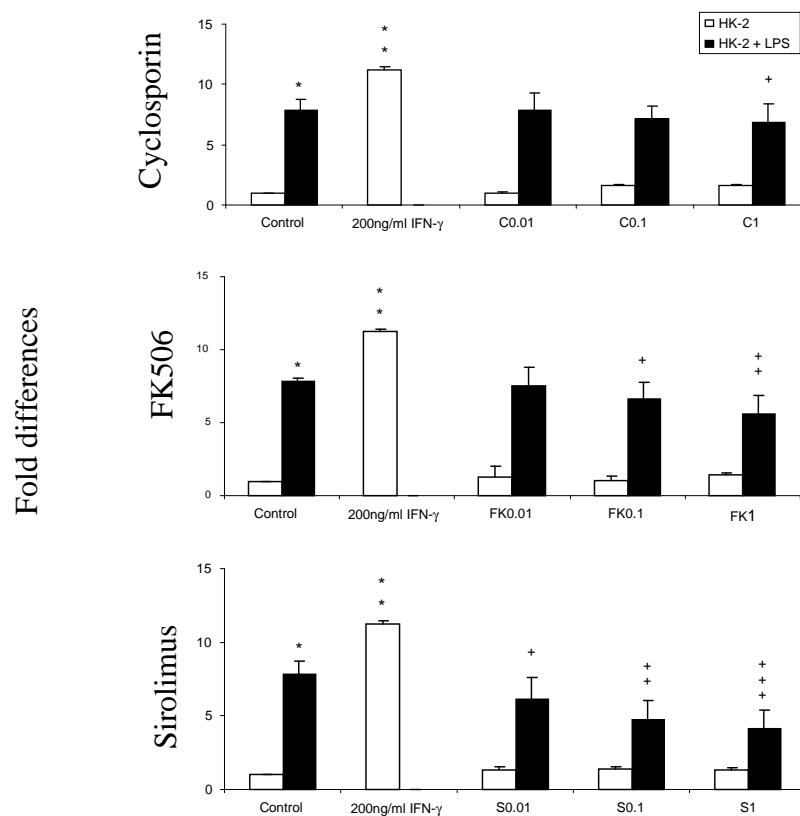 HK-2
HK-2 + LPS
Fold differences
Cyclosporin
15
10
5
0
*
*
*
+
Control
200ng/ml IFN-γ
C0.01
C0.1
C1
FK506
15
10
5
0
*
*
*
+
+
+
Control
200ng/ml IFN-γ
FK0.01
FK0.1
FK1
Sirolimus
15
10
5
0
*
*
*
+
+
+
+
+
+
Control
200ng/ml IFN-γ
S0.01
S0.1
S1